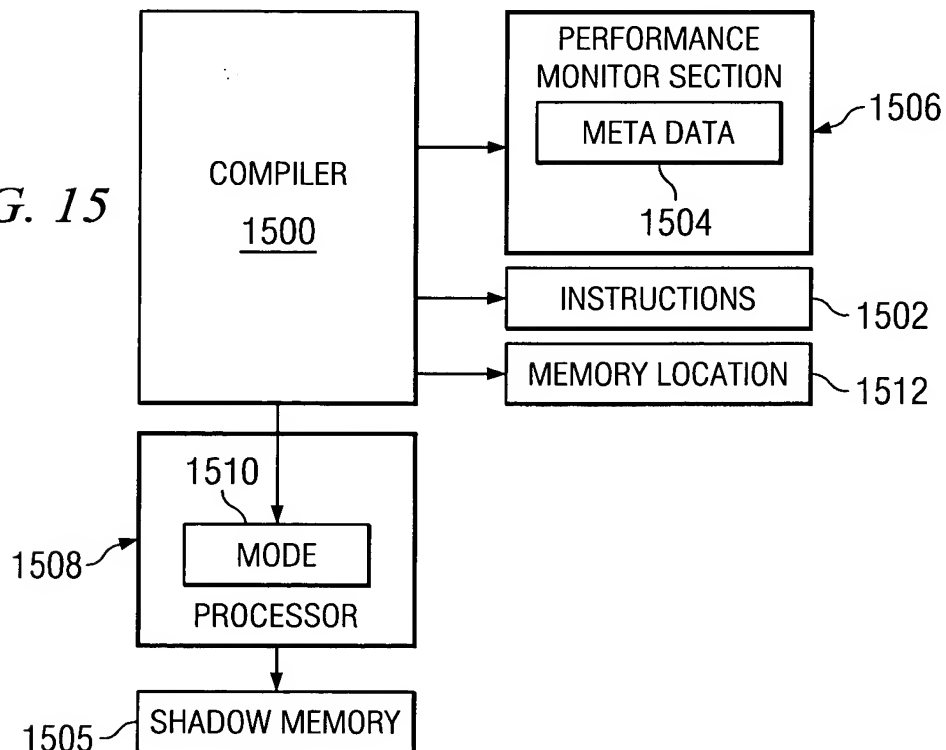 PERFORMANCE
MONITOR SECTION
META DATA
1504
1506
G. 15
COMPILER
1500
INSTRUCTIONS
1502
MEMORY LOCATION
1512
1510
MODE
1508
PROCESSOR
SHADOW MEMORY
1505